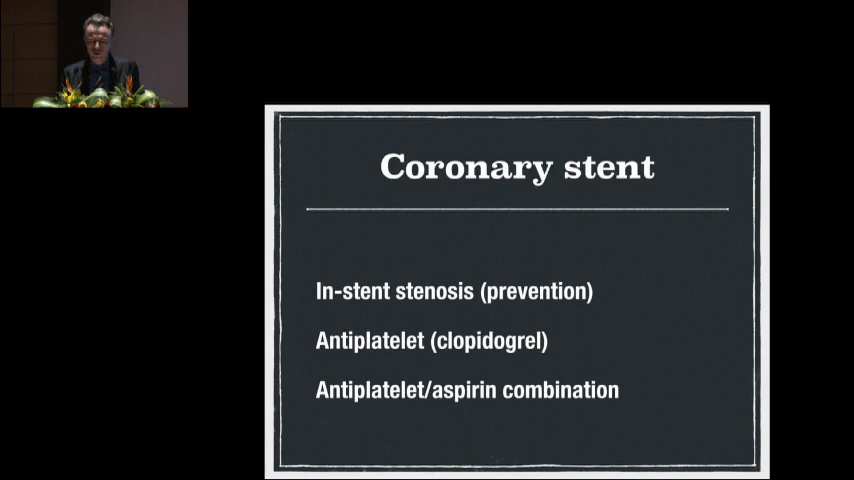 Coronary stent
In-stent stenosis (prevention)
Antiplatelet (clopidogrel)
Antiplatelet/aspirin combination